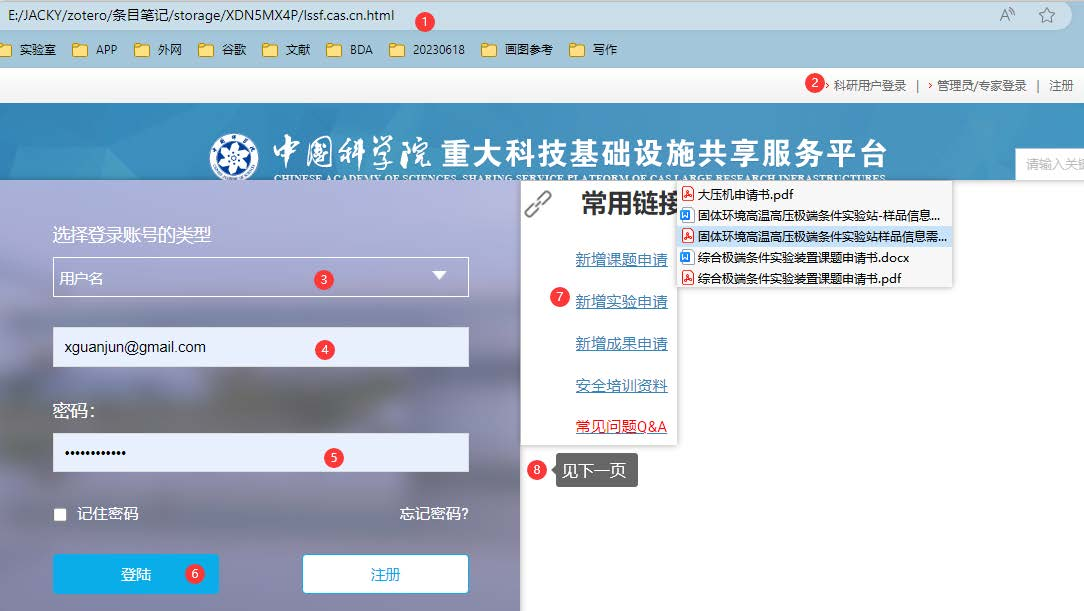 E:/JACKY/zotero/条目笔记/storage/XDN5MX4P/lssf.cas.cn.html
1
实验室 APP 外网 谷歌 文献 BDA 20230618 画图参考 写作
2 › 科研用户登录 | › 管理员/专家登录 | 注册
中国科学院 重大科技基础设施共享服务平台
CHINESE ACADEMY OF SCIENCES, SHARING SERVICE PLATFORM OF CAS LARGE RESEARCH INFRASTRUCTURES
请输入关键
选择登录账号的类型
用户名 3
xguanjun@gmail.com 4
密码：
•••••••••••• 5
记住密码 忘记密码?
登陆 6 注册
常用链接
新增课题申请
7 新增实验申请
新增成果申请
安全培训资料
常见问题Q&A
大压机申请书.pdf
固体环境高温高压极端条件实验站-样品信息...
固体环境高温高压极端条件实验站样品信息需...
综合极端条件实验装置课题申请书.docx
综合极端条件实验装置课题申请书.pdf
8 见下一页